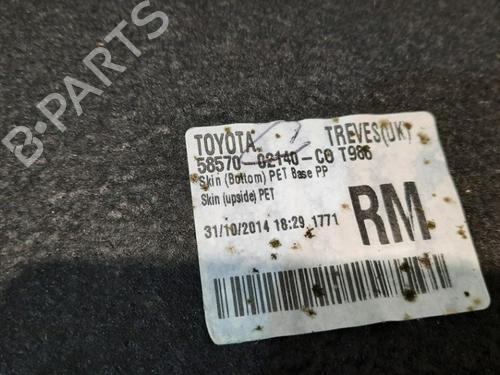 B-PARTS
TOYOTA TREVES(UK)
58570-02140-C0 T986
Skin (Bottom) PET Base PP
Skin (upside) PET
31/10/2014 18:29 1771
RM